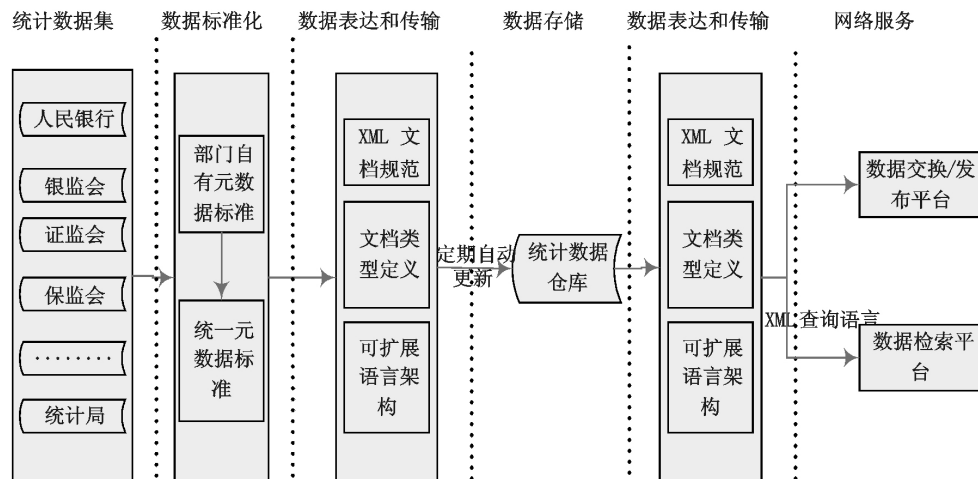 统计数据集
数据标准化
数据表达和传输
数据存储
数据表达和传输
网络服务
人民银行
银监会
证监会
保监会
········
统计局
部门自
有元数
据标准
统一元
数据标
准
XML 文
档规范
文档类
型定义
可扩展
语言架
构
定期自动
更新
统计数据
仓库
XML 文
档规范
文档类
型定义
可扩展
语言架
构
XML 查询语言
数据交换/发
布平台
数据检索平
台